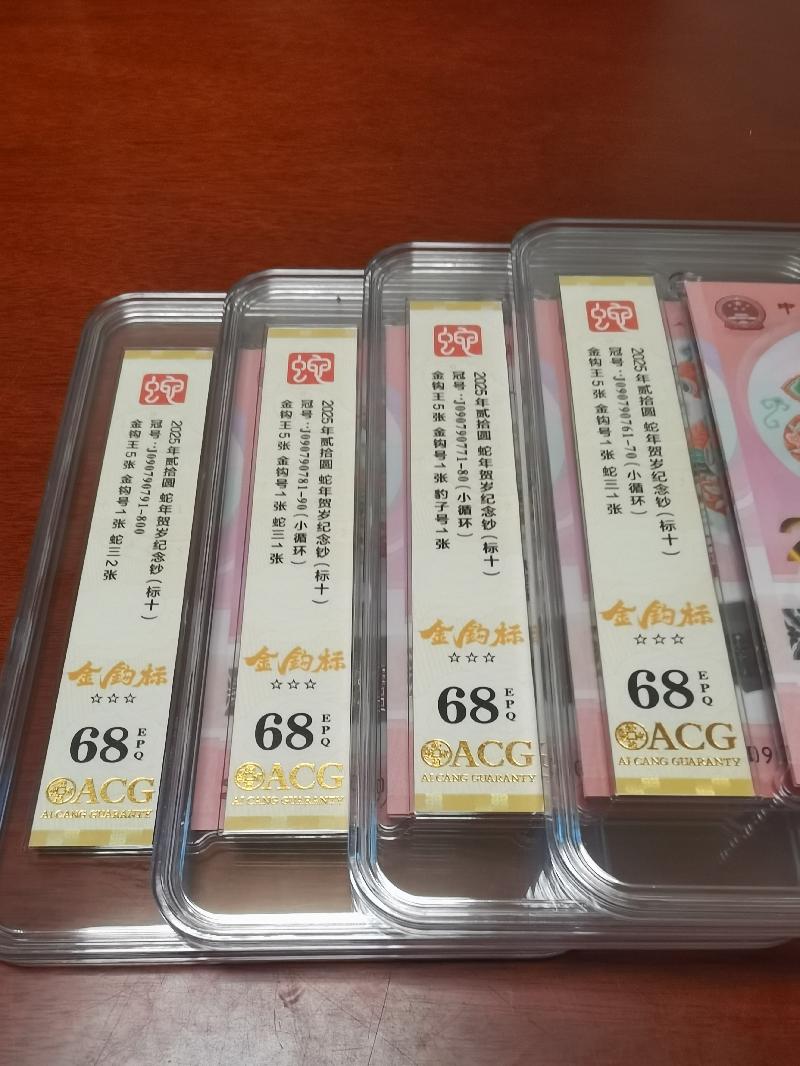 蛇
2025年贰拾圆 蛇年贺岁纪念钞(标十)
冠号:J090790791-800
金钩王5张 金钩号1张 蛇三2张
金钩标
☆☆☆
68 EPQ
ACG
AI CANG GUARANTY
蛇
2025年贰拾圆 蛇年贺岁纪念钞(标十)
冠号:J090790781-90(小循环)
金钩王5张 金钩号1张 蛇三1张
金钩标
☆☆☆
68 EPQ
ACG
AI CANG GUARANTY
蛇
2025年贰拾圆 蛇年贺岁纪念钞(标十)
冠号:J090790771-80(小循环)
金钩王5张 金钩号1张 豹子号1张
金钩标
☆☆☆
68 EPQ
ACG
AI CANG GUARANTY
蛇
2025年贰拾圆 蛇年贺岁纪念钞(标十)
冠号:J090790761-70(小循环)
金钩王5张 金钩号1张 蛇三1张
金钩标
☆☆☆
68 EPQ
ACG
AI CANG GUARANTY
中
J09